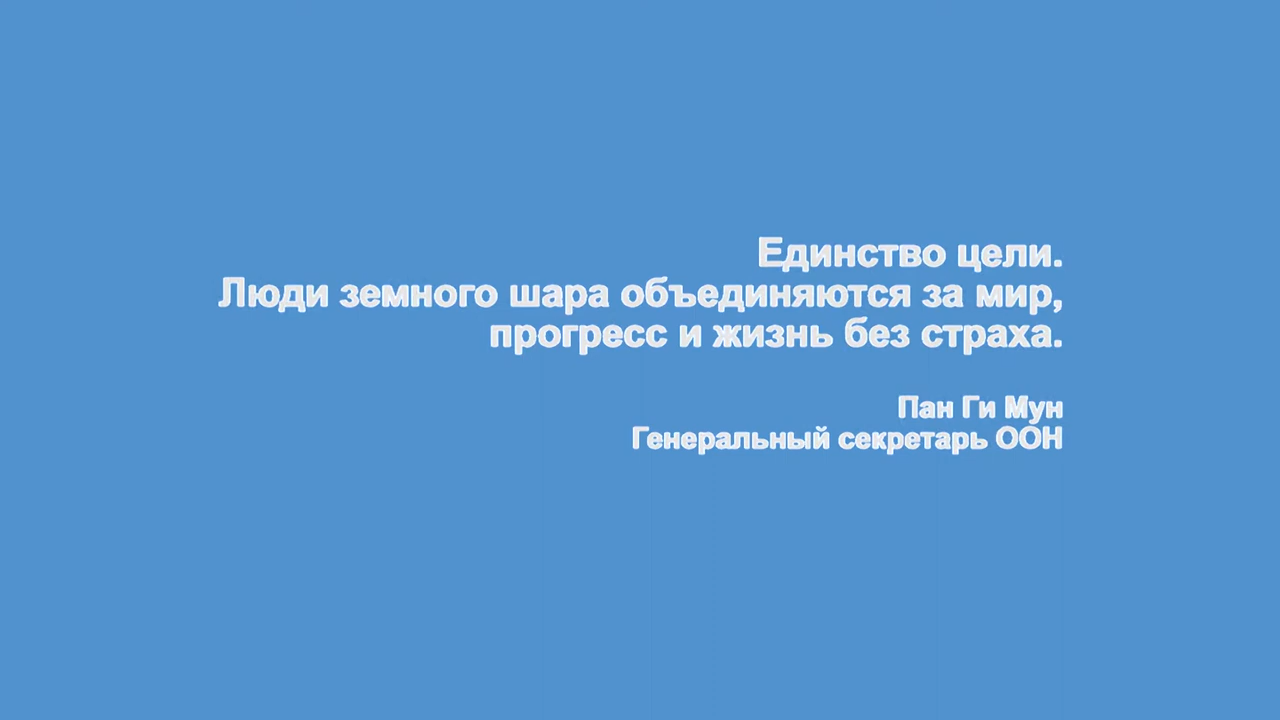 Единство цели.
Люди земного шара объединяются за мир,
прогресс и жизнь без страха.
Пан Ги Мун
Генеральный секретарь ООН